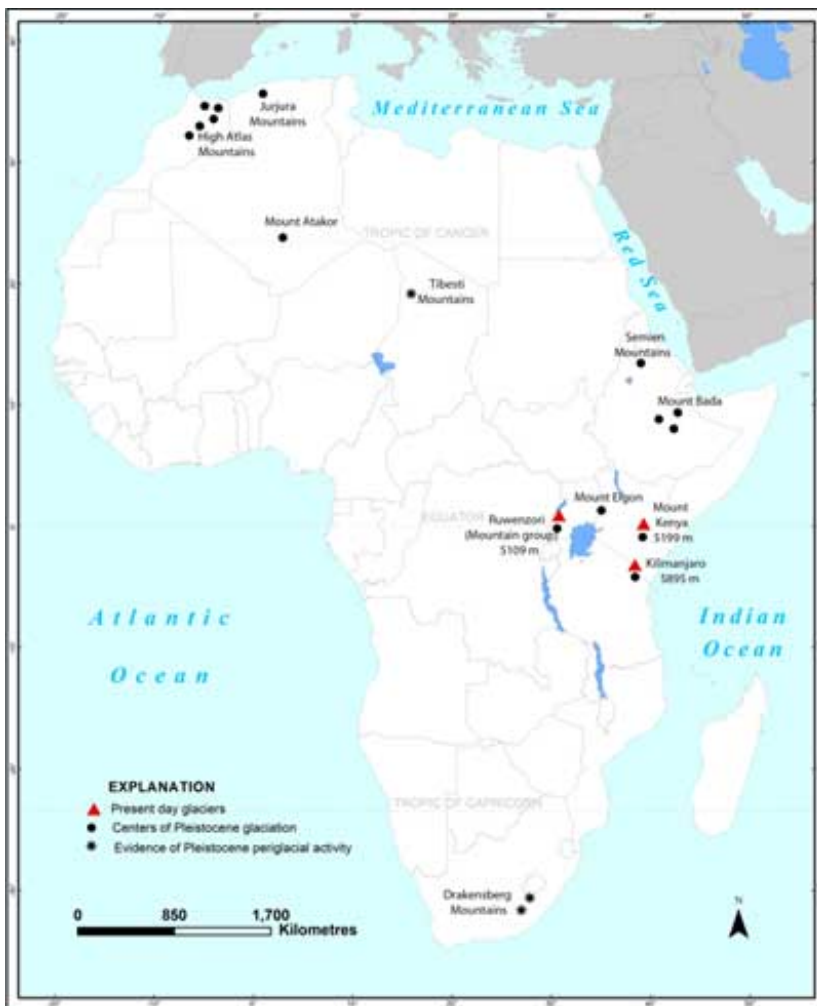 Mediterranean Sea
Jurjura
Mountains
High Atlas
Mountains
Mount Atakor
TROPIC OF CANCER
Red Sea
Tibesti
Mountains
Semien
Mountains
Mount Bada
Mount Elgon
EQUATOR
Ruwenzori
(Mountain group)
5109 m
Mount
Kenya
5199 m
Kilimanjaro
5895 m
Atlantic
Ocean
Indian
Ocean
EXPLANATION
Present day glaciers
Centers of Pleistocene glaciation
Evidence of Pleistocene periglacial activity
TROPIC OF CAPRICORN
Drakensberg
Mountains
0 850 1,700
Kilometres
N